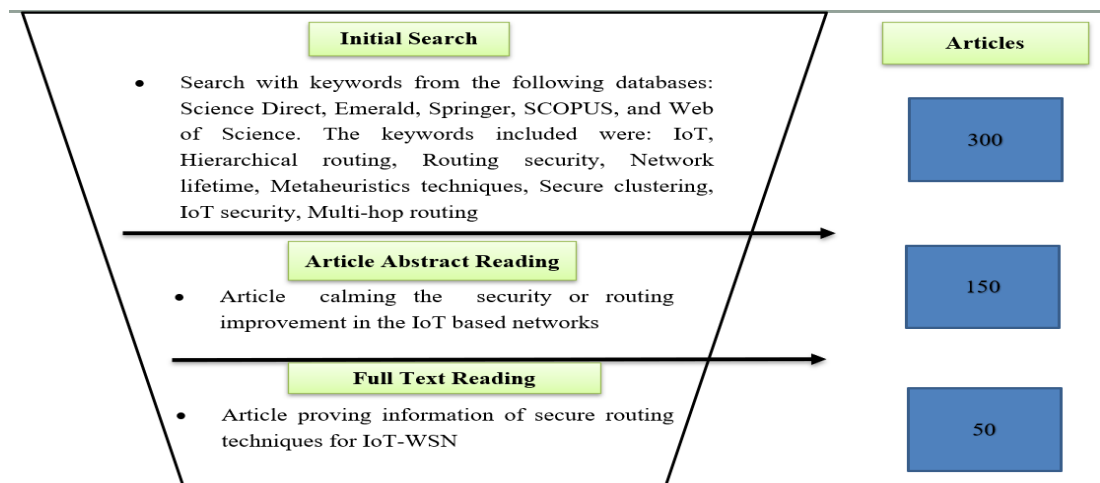 Initial Search
• Search with keywords from the following databases:
Science Direct, Emerald, Springer, SCOPUS, and Web
of Science. The keywords included were: IoT,
Hierarchical routing, Routing security, Network
lifetime, Metaheuristics techniques, Secure clustering,
IoT security, Multi-hop routing
Article Abstract Reading
• Article calming the security or routing
improvement in the IoT based networks
Full Text Reading
• Article proving information of secure routing
techniques for IoT-WSN
Articles
300
150
50